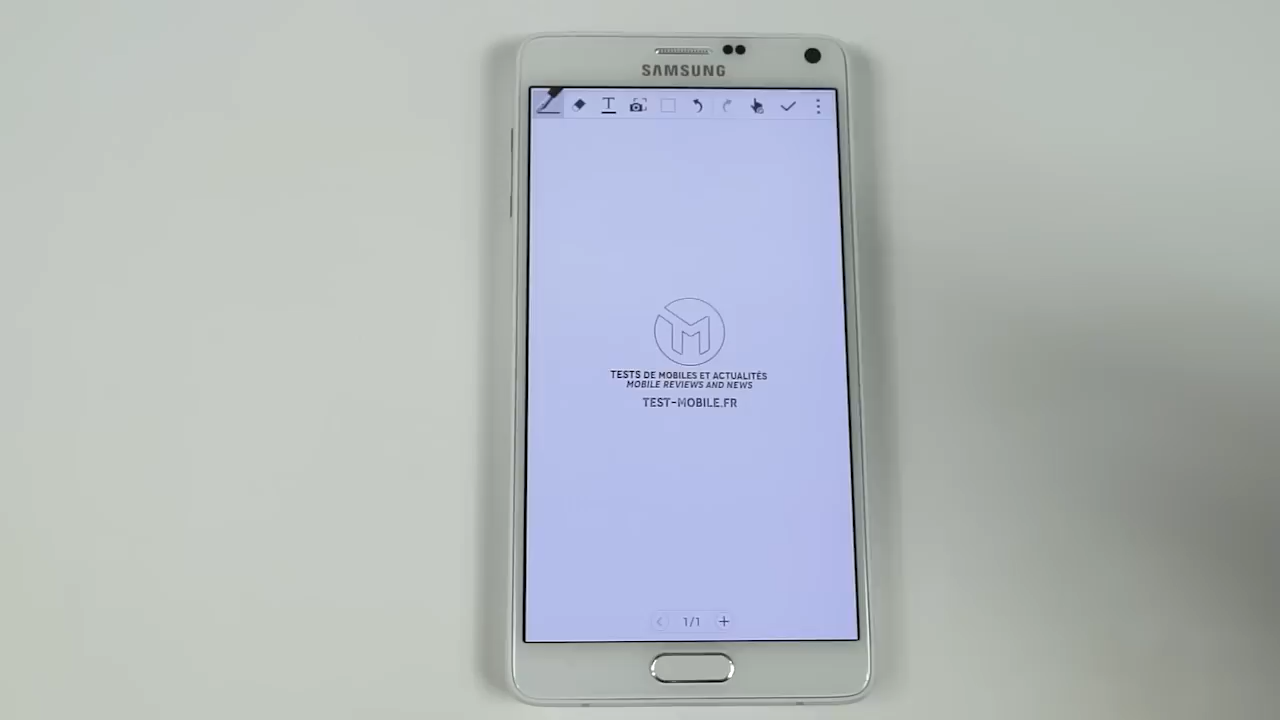 SAMSUNG
T
TESTS DE MOBILES ET ACTUALITÉS
MOBILE REVIEWS AND NEWS
TEST-MOBILE.FR
1/1